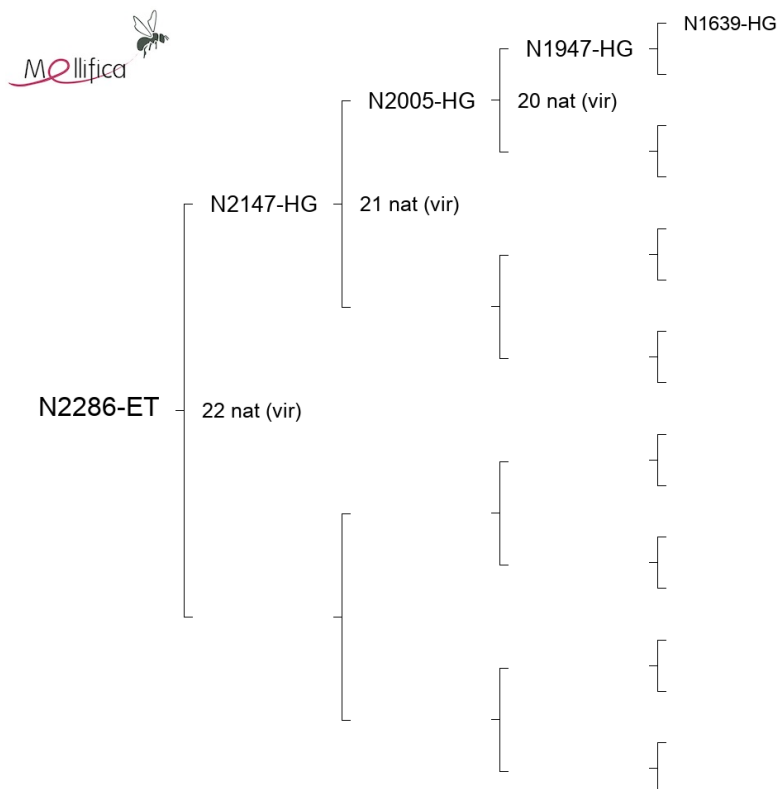 Mellifica
N1639-HG
N1947-HG
N2005-HG
20 nat (vir)
N2147-HG
21 nat (vir)
N2286-ET
22 nat (vir)